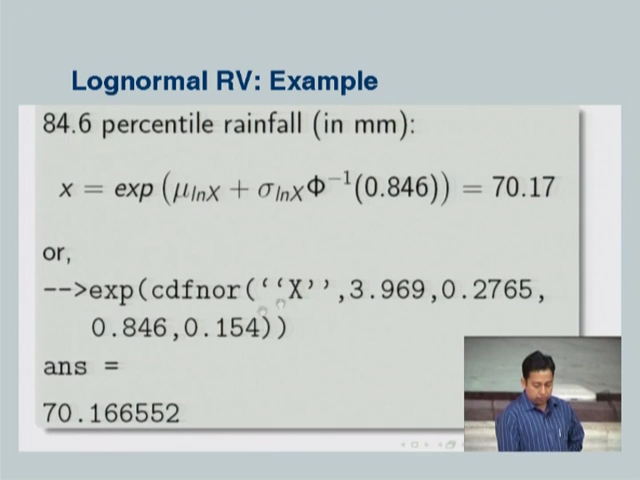 Lognormal RV: Example
84.6 percentile rainfall (in mm):
x = exp (μlnX + σlnXΦ⁻¹(0.846)) = 70.17
or,
-->exp(cdfnor(‘‘X’’,3.969,0.2765,
0.846,0.154))
ans =
70.166552